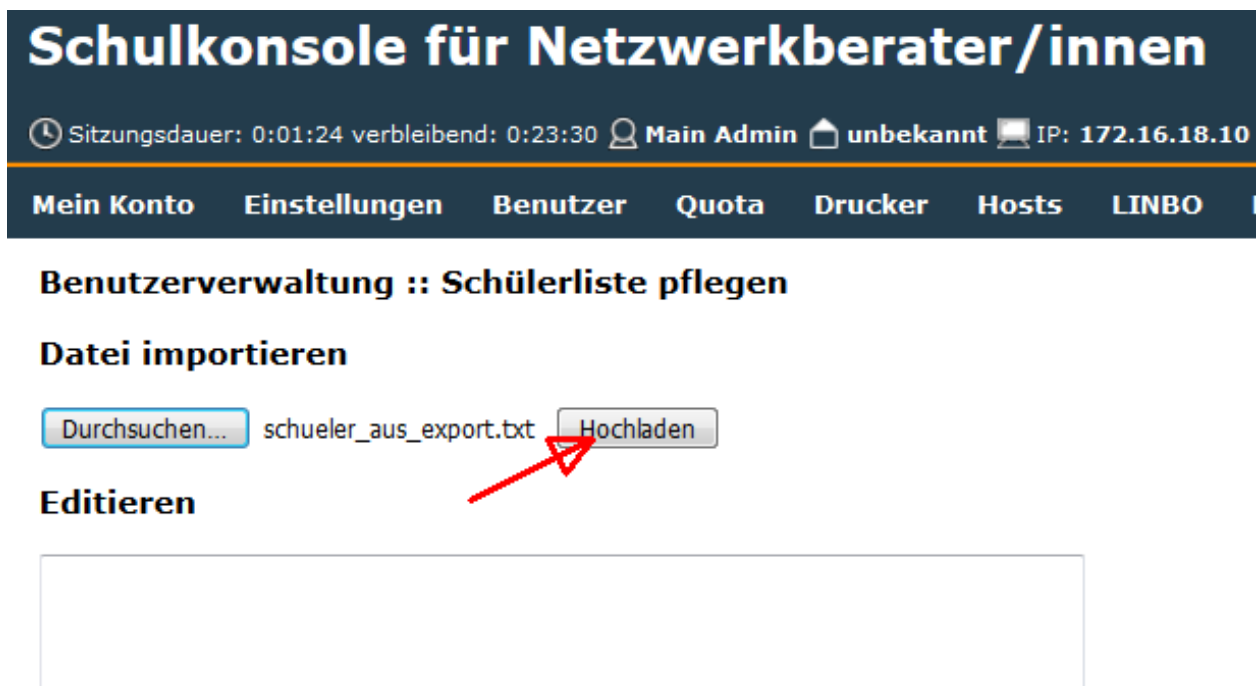 Schulkonsole für Netzwerkberater/innen
Sitzungsdauer: 0:01:24 verbleibend: 0:23:30 Main Admin unbekannt IP: 172.16.18.10
Mein Konto Einstellungen Benutzer Quota Drucker Hosts LINBO
Benutzerverwaltung :: Schülerliste pflegen
Datei importieren
Durchsuchen... schueler_aus_export.txt Hochladen
Editieren